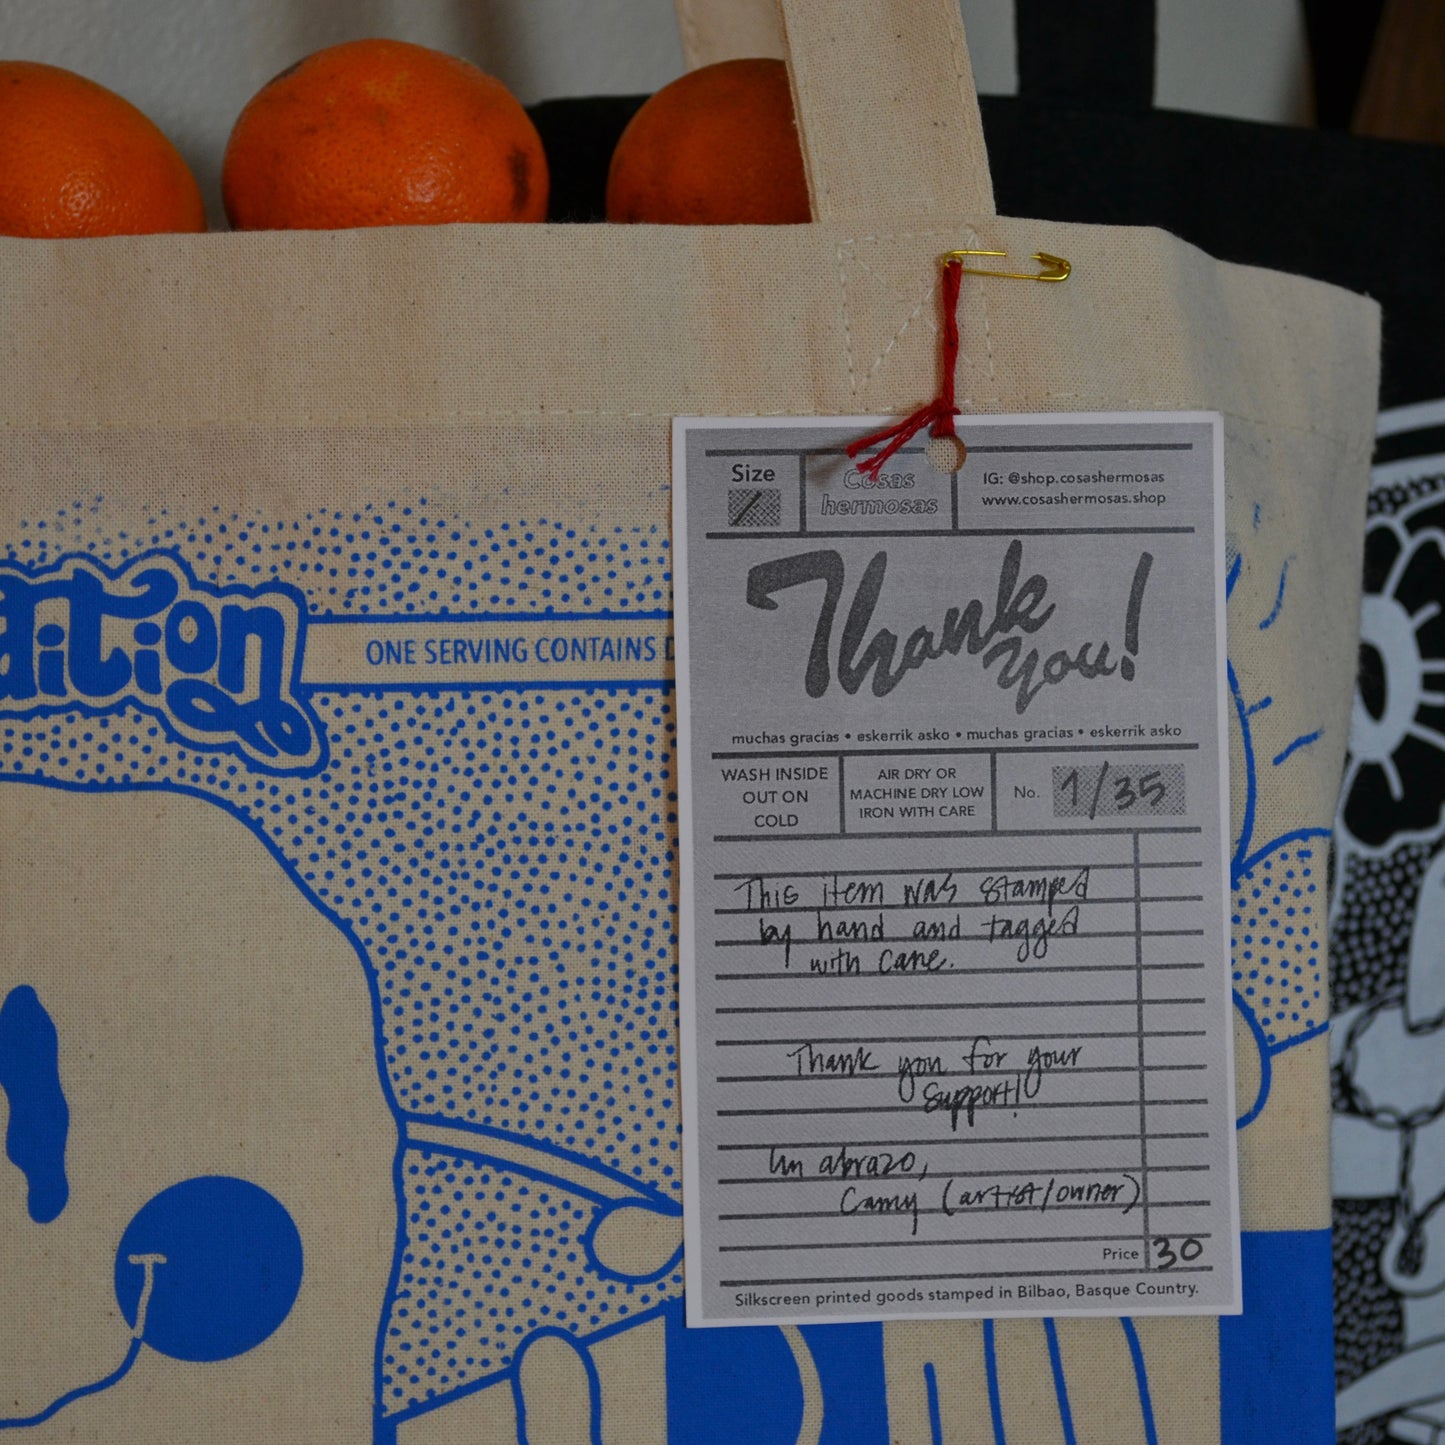 dition
ONE SERVING CONTAINS
Size
/
Cosas
hermosas
IG: @shop.cosashermosas
www.cosashermosas.shop
Thank
You!
muchas gracias • eskerrik asko • muchas gracias • eskerrik asko
WASH INSIDE
OUT ON
COLD
AIR DRY OR
MACHINE DRY LOW
IRON WITH CARE
No. 1/35
This item was stamped
by hand and tagged
with care.
Thank you for your
support!
Un abrazo,
Camy (artist/owner)
Price 30
Silkscreen printed goods stamped in Bilbao, Basque Country.